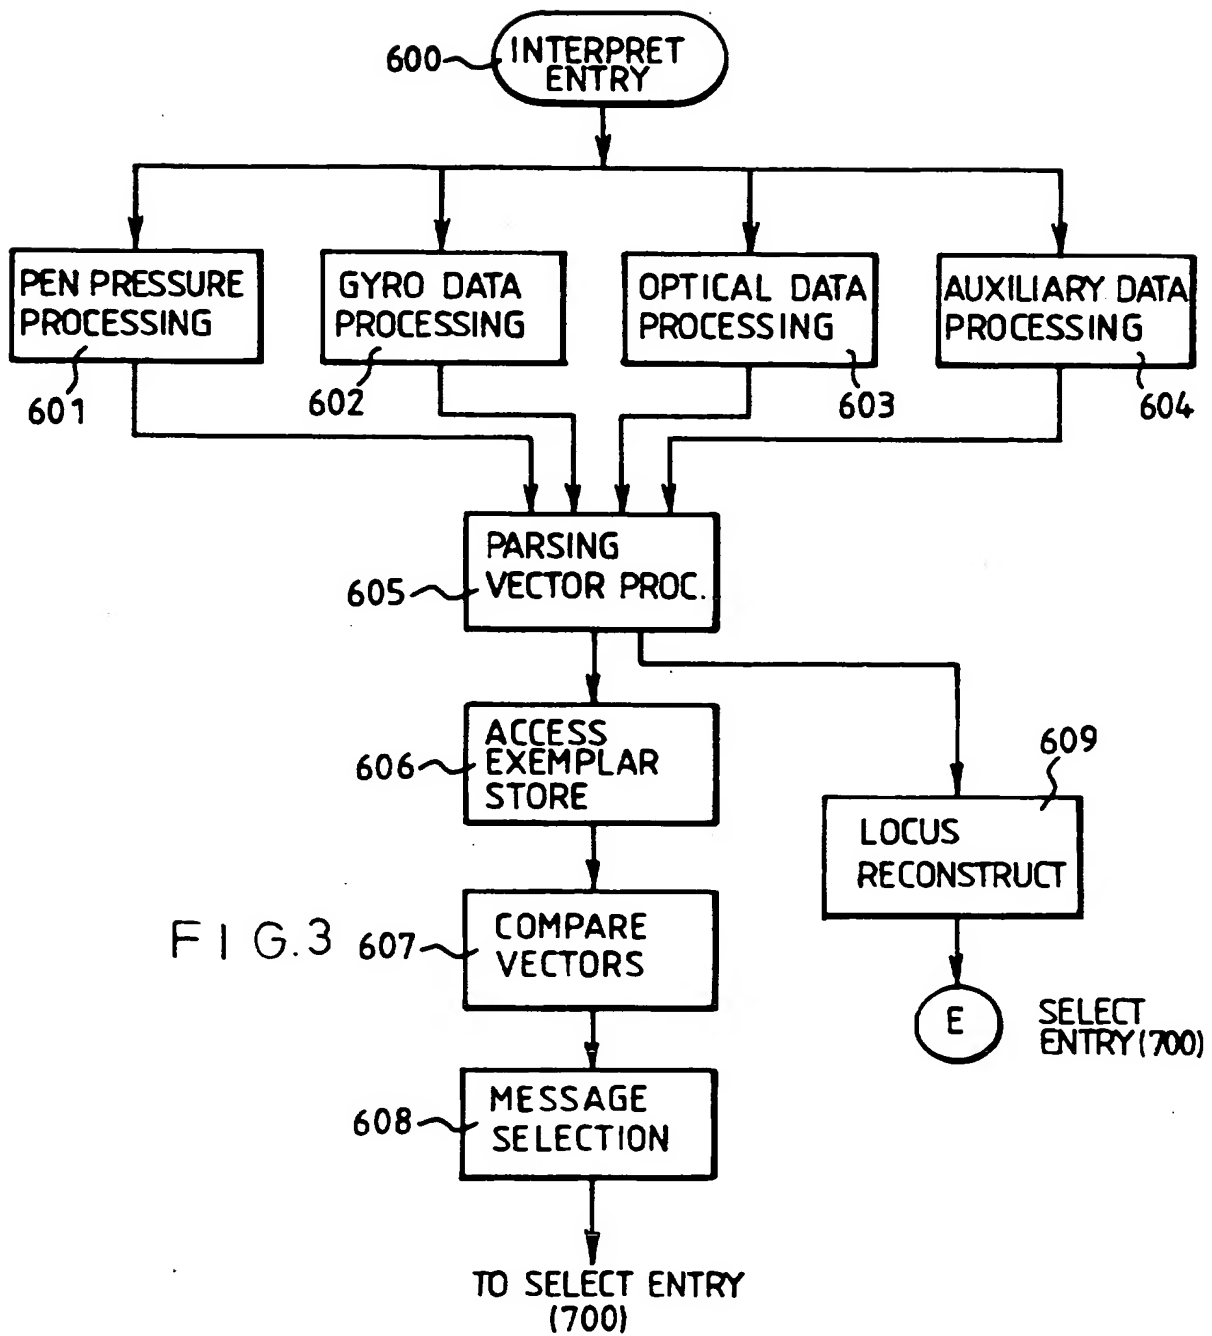 600
INTERPRET
ENTRY
PEN PRESSURE
PROCESSING
601
GYRO DATA
PROCESSING
602
OPTICAL DATA
PROCESSING
603
AUXILIARY DATA
PROCESSING
604
PARSING
VECTOR PROC.
605
ACCESS
EXEMPLAR
STORE
606
609
LOCUS
RECONSTRUCT
FIG.3
COMPARE
VECTORS
607
E
SELECT
ENTRY(700)
MESSAGE
SELECTION
608
TO SELECT ENTRY
(700)